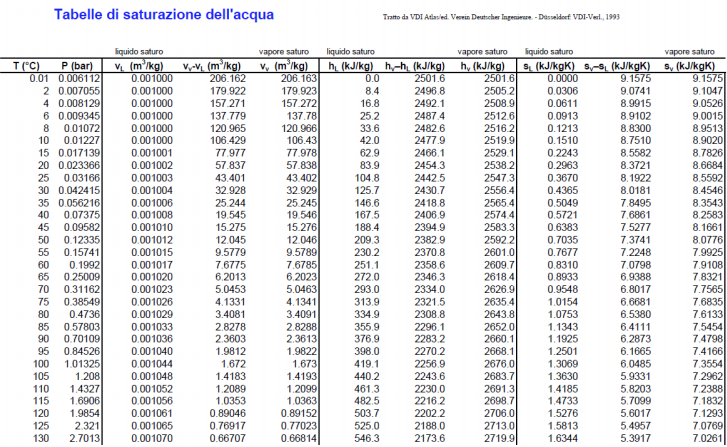 Tabelle di saturazione dell'acqua
Tratto da VDI Atlas/ed. Verein Deutscher Ingenieure. - Düsseldorf: VDI-Verl., 1993
liquido saturo vapore saturo liquido saturo vapore saturo liquido saturo vapore saturo
T (°C) P (bar) vL (m3/kg) vv-vL (m3/kg) vv (m3/kg) hL (kJ/kg) hv–hL (kJ/kg) hv (kJ/kg) sL (kJ/kgK) sv–sL (kJ/kgK) sv (kJ/kgK)
0.01 0.006112 0.001000 206.162 206.163 0.0 2501.6 2501.6 0.0000 9.1575 9.1575
2 0.007055 0.001000 179.922 179.923 8.4 2496.8 2505.2 0.0306 9.0741 9.1047
4 0.008129 0.001000 157.271 157.272 16.8 2492.1 2508.9 0.0611 8.9915 9.0526
6 0.009345 0.001000 137.779 137.78 25.2 2487.4 2512.6 0.0913 8.9102 9.0015
8 0.01072 0.001000 120.965 120.966 33.6 2482.6 2516.2 0.1213 8.8300 8.9513
10 0.01227 0.001000 106.429 106.43 42.0 2477.9 2519.9 0.1510 8.7510 8.9020
15 0.017139 0.001001 77.977 77.978 62.9 2466.1 2529.1 0.2243 8.5582 8.7826
20 0.023366 0.001002 57.837 57.838 83.9 2454.3 2538.2 0.2963 8.3721 8.6684
25 0.03166 0.001003 43.401 43.402 104.8 2442.5 2547.3 0.3670 8.1922 8.5592
30 0.042415 0.001004 32.928 32.929 125.7 2430.7 2556.4 0.4365 8.0181 8.4546
35 0.056216 0.001006 25.244 25.245 146.6 2418.8 2565.4 0.5049 7.8495 8.3543
40 0.07375 0.001008 19.545 19.546 167.5 2406.9 2574.4 0.5721 7.6861 8.2583
45 0.09582 0.001010 15.275 15.276 188.4 2394.9 2583.3 0.6383 7.5277 8.1661
50 0.12335 0.001012 12.045 12.046 209.3 2382.9 2592.2 0.7035 7.3741 8.0776
55 0.15741 0.001015 9.5779 9.5789 230.2 2370.8 2601.0 0.7677 7.2248 7.9925
60 0.1992 0.001017 7.6775 7.6785 251.1 2358.6 2609.7 0.8310 7.0798 7.9108
65 0.25009 0.001020 6.2013 6.2023 272.0 2346.3 2618.4 0.8933 6.9388 7.8321
70 0.31162 0.001023 5.0453 5.0463 293.0 2334.0 2626.9 0.9548 6.8017 7.7565
75 0.38549 0.001026 4.1331 4.1341 313.9 2321.5 2635.4 1.0154 6.6681 7.6835
80 0.4736 0.001029 3.4081 3.4091 334.9 2308.8 2643.8 1.0753 6.5380 7.6133
85 0.57803 0.001033 2.8278 2.8288 355.9 2296.1 2652.0 1.1343 6.4111 7.5454
90 0.70109 0.001036 2.3603 2.3613 376.9 2283.2 2660.1 1.1925 6.2873 7.4798
95 0.84526 0.001040 1.9812 1.9822 398.0 2270.2 2668.1 1.2501 6.1665 7.4166
100 1.01325 0.001044 1.672 1.673 419.1 2256.9 2676.0 1.3069 6.0485 7.3554
105 1.208 0.001048 1.4183 1.4193 440.2 2243.6 2683.7 1.3630 5.9331 7.2962
110 1.4327 0.001052 1.2089 1.2099 461.3 2230.0 2691.3 1.4185 5.8203 7.2388
115 1.6906 0.001056 1.0353 1.0363 482.5 2216.2 2698.7 1.4733 5.7099 7.1832
120 1.9854 0.001061 0.89046 0.89152 503.7 2202.2 2706.0 1.5276 5.6017 7.1293
125 2.321 0.001065 0.76917 0.77023 525.0 2188.0 2713.0 1.5813 5.4957 7.0769
130 2.7013 0.001070 0.66707 0.66814 546.3 2173.6 2719.9 1.6344 5.3917 7.0261